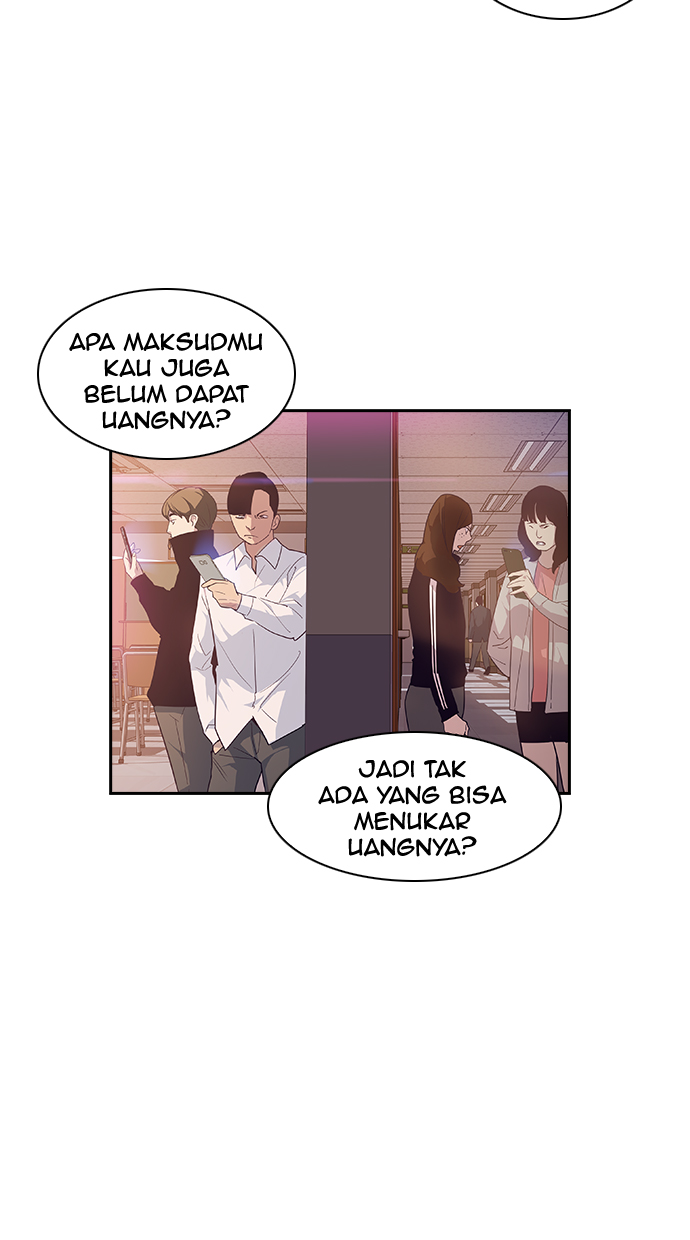 APA MAKSUDMU
KAU JUGA
BELUM DAPAT
UANGNYA?
JADI TAK
ADA YANG BISA
MENUKAR
UANGNYA?